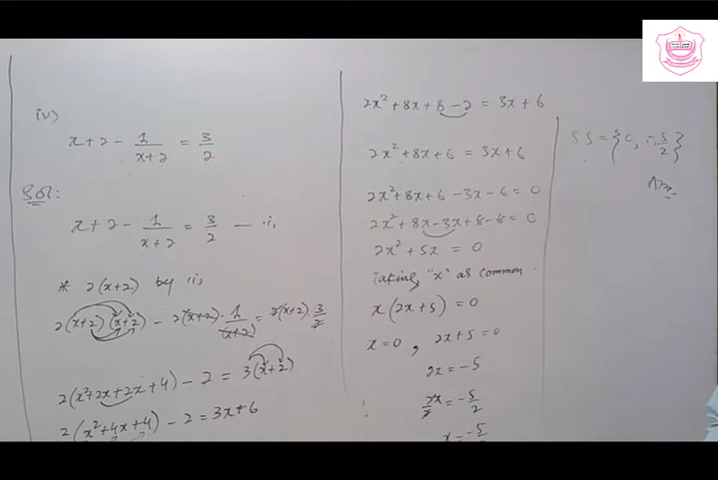 iv)
x+2 - 1/(x+2) = 3/2
Sol:
x+2 - 1/(x+2) = 3/2 — i,
* 2(x+2) by i,
2(x+2)(x+2) - 2(x+2) · 1/(x+2) = 2(x+2) · 3/2
2(x²+2x+2x+4) - 2 = 3(x+2)
2(x²+4x+4) - 2 = 3x+6
2x²+8x+8-2 = 3x+6
2x²+8x+6 = 3x+6
2x²+8x+6-3x-6=0
2x²+8x-3x+6-6=0
2x²+5x = 0
Taking "x" as common
x(2x+5) = 0
x=0 , 2x+5=0
2x = -5
2x/2 = -5/2
x = -5/2
SS = {0, -5/2}
Ans